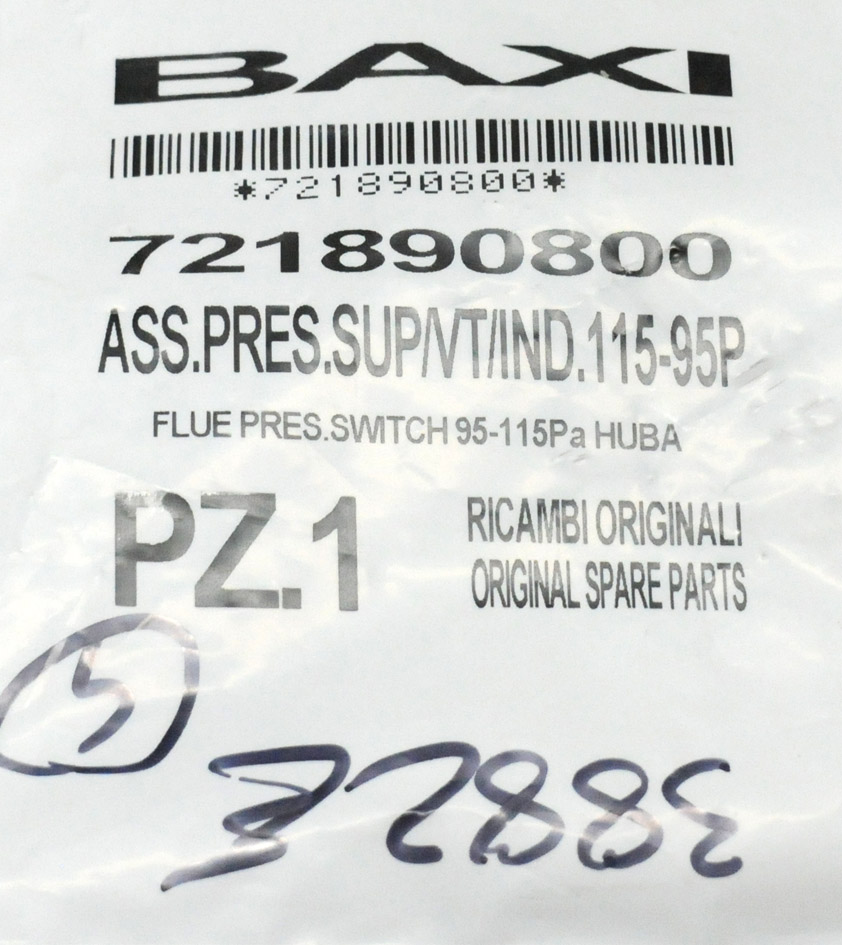 BAXI
*721890800*
721890800
ASS.PRES.SUP/VT/IND.115-95P
FLUE PRES.SWITCH 95-115Pa HUBA
PZ.1
RICAMBI ORIGINALI
ORIGINAL SPARE PARTS
5